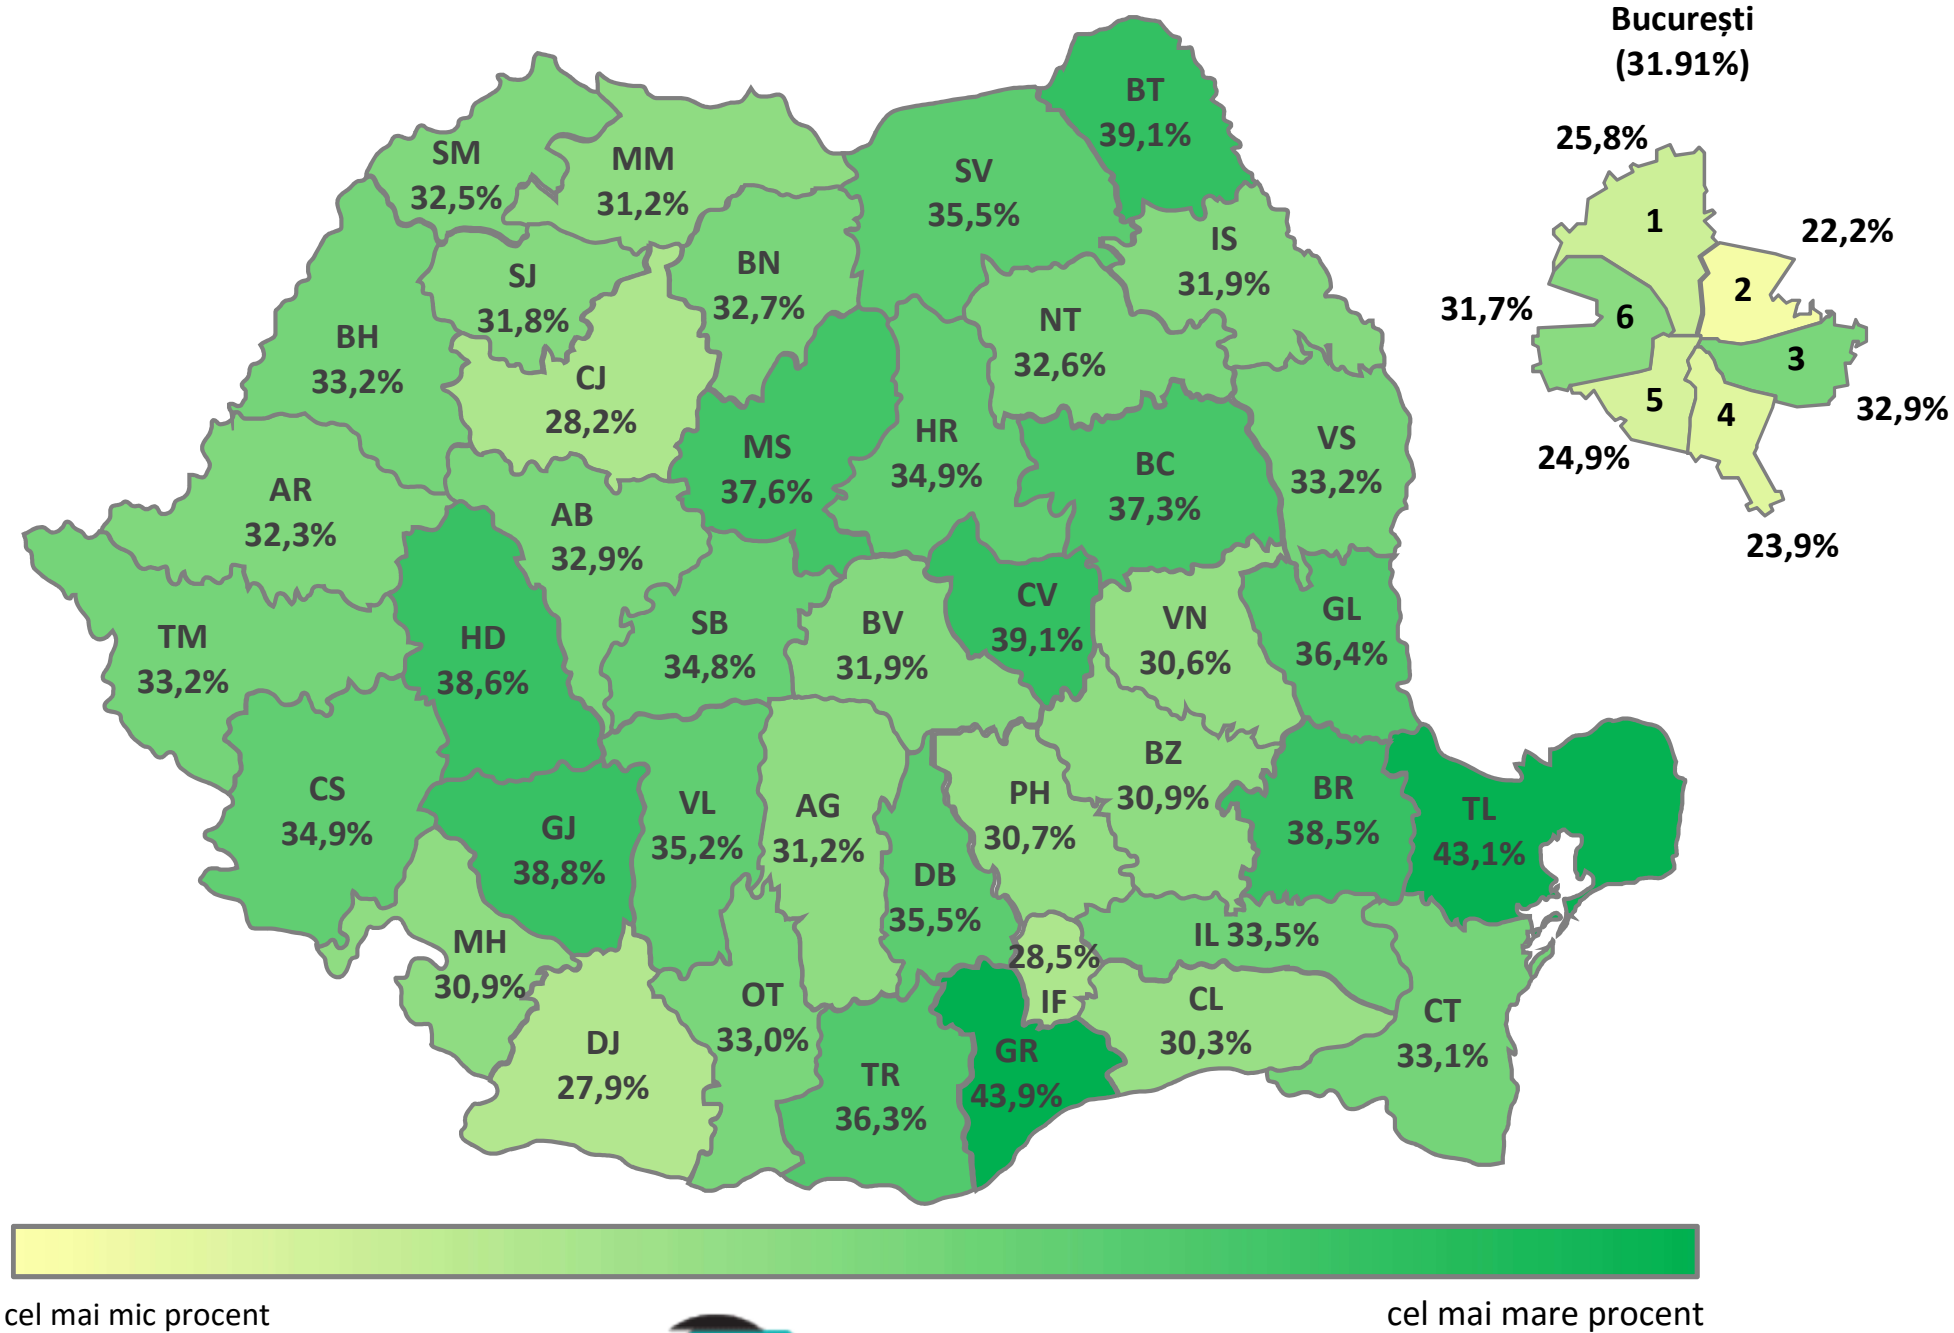 București
(31.91%)
25,8%
1
22,2%
2
31,7%
6
3
32,9%
5
4
24,9%
23,9%
BT
39,1%
SM
32,5%
MM
31,2%
SV
35,5%
IS
31,9%
BN
32,7%
SJ
31,8%
NT
32,6%
BH
33,2%
CJ
28,2%
MS
37,6%
HR
34,9%
BC
37,3%
VS
33,2%
AR
32,3%
AB
32,9%
TM
33,2%
HD
38,6%
SB
34,8%
BV
31,9%
CV
39,1%
VN
30,6%
GL
36,4%
CS
34,9%
GJ
38,8%
VL
35,2%
AG
31,2%
PH
30,7%
BZ
30,9%
BR
38,5%
TL
43,1%
DB
35,5%
MH
30,9%
28,5%
IF
IL 33,5%
OT
33,0%
CL
30,3%
CT
33,1%
DJ
27,9%
TR
36,3%
GR
43,9%
cel mai mic procent
cel mai mare procent